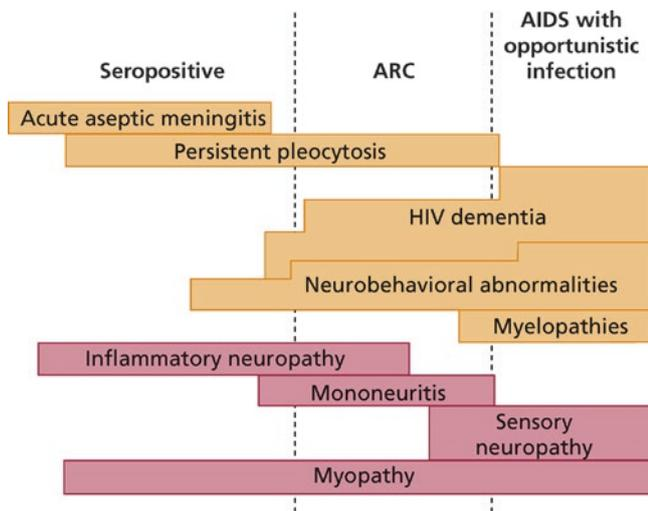 Seropositive
ARC
AIDS with
opportunistic
infection
Acute aseptic meningitis
Persistent pleocytosis
HIV dementia
Neurobehavioral abnormalities
Myelopathies
Inflammatory neuropathy
Mononeuritis
Sensory
neuropathy
Myopathy